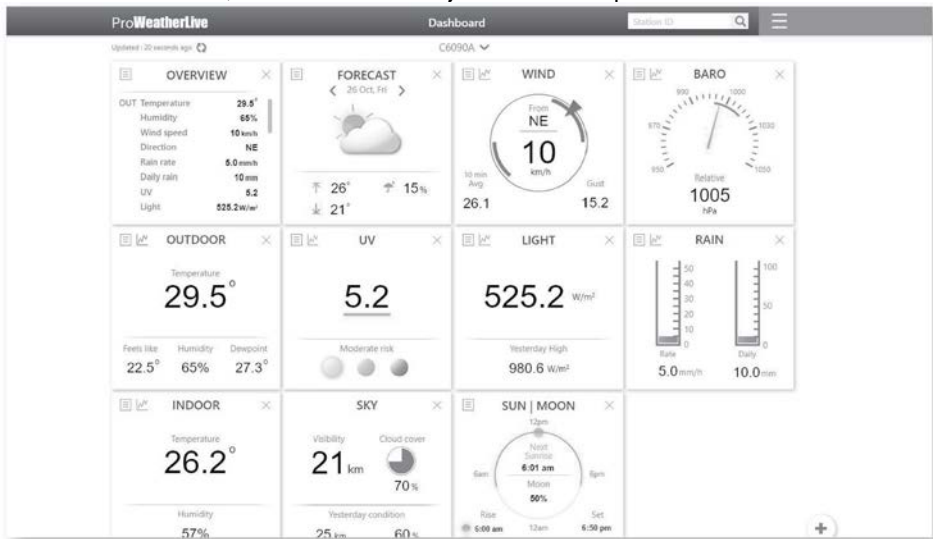 ProWeatherLive
Dashboard
Station ID
Updated : 20 seconds ago
C6090A
OVERVIEW
OUT Temperature 29.5°
Humidity 65%
Wind speed 10 km/h
Direction NE
Rain rate 5.0 mm/h
Daily rain 10 mm
UV 5.2
Light 525.2 W/m²
FORECAST
26 Oct, Fri
26° 15%
21°
WIND
From
NE
10
km/h
10 min
Avg
26.1
Gust
15.2
BARO
990 1000
970 1030
950 1050
Relative
1005
hPa
OUTDOOR
Temperature
29.5°
Feels like Humidity Dewpoint
22.5° 65% 27.3°
UV
5.2
Moderate risk
LIGHT
525.2 W/m²
Yesterday High
980.6 W/m²
RAIN
50
40
30
20
10
0
Rate
5.0 mm/h
100
50
0
Daily
10.0 mm
INDOOR
Temperature
26.2°
Humidity
57%
SKY
Visibility Cloud cover
21 km
70%
Yesterday condition
25 km 60%
SUN | MOON
12pm
Next
Sunrise
6:01 am
6am 6pm
Moon
50%
Rise Set
6:00 am 12am 6:50 pm